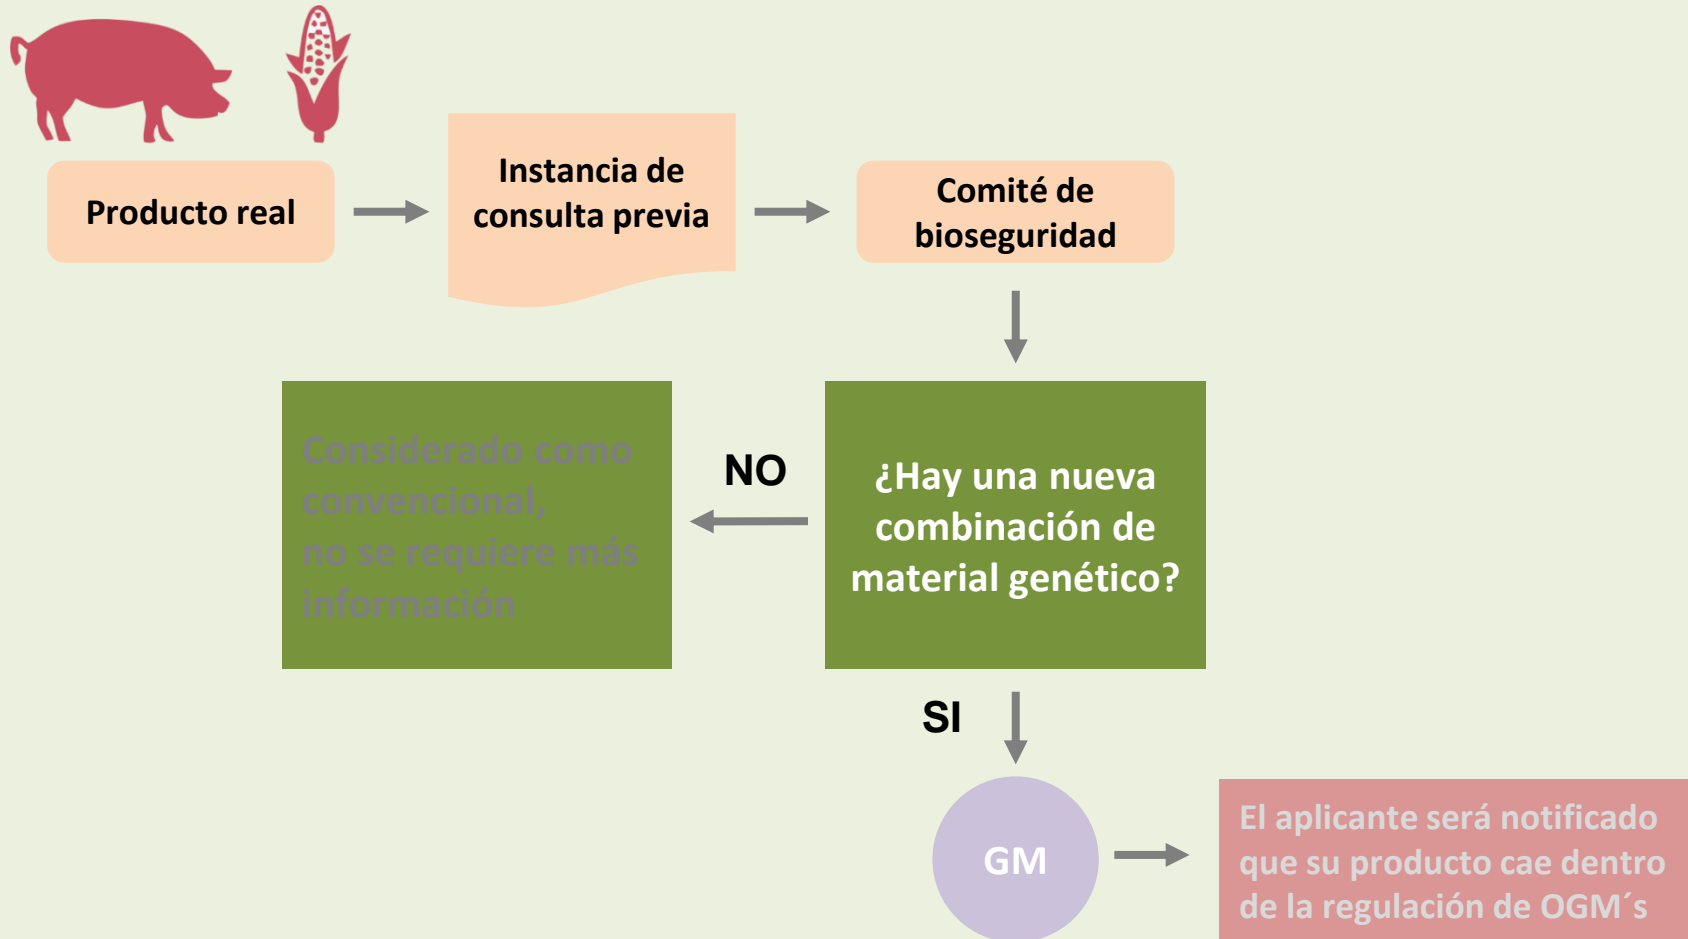 Producto real
Instancia de
consulta previa
Comité de
bioseguridad
Considerado como
convencional,
no se requiere más
información
NO
¿Hay una nueva
combinación de
material genético?
SI
GM
El aplicante será notificado
que su producto cae dentro
de la regulación de OGM´s